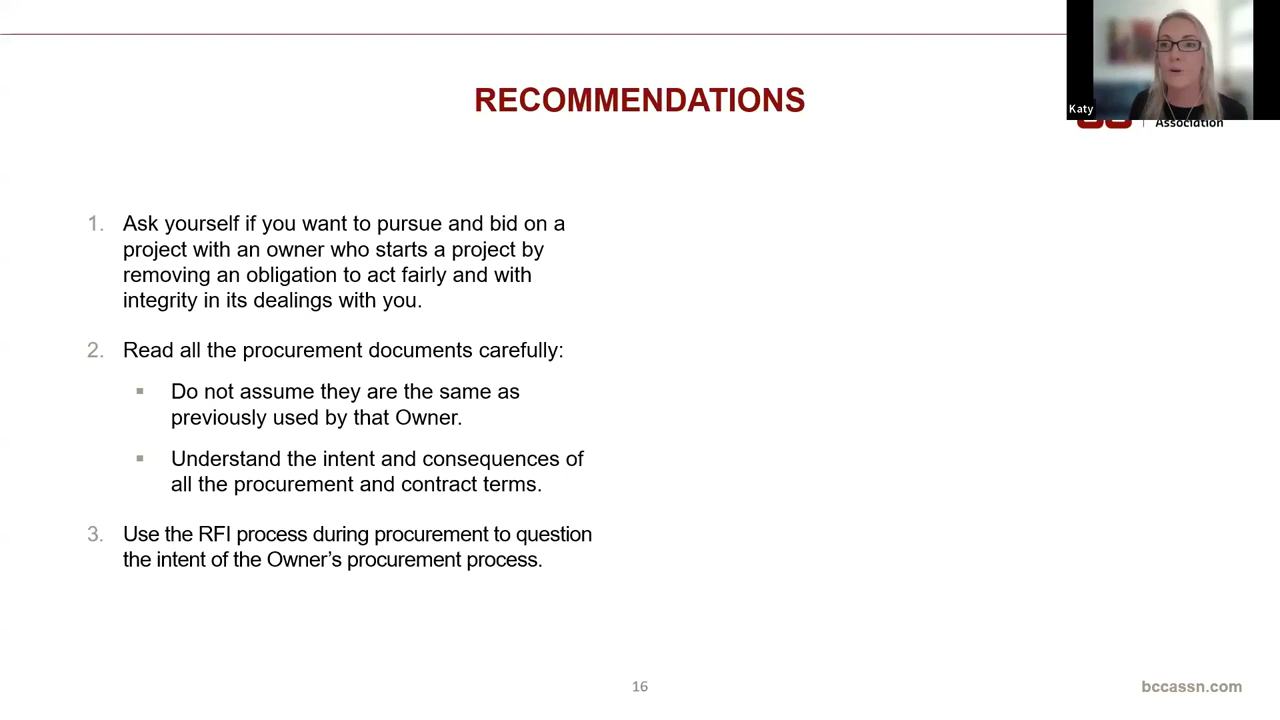 Katy
Association
RECOMMENDATIONS
1. Ask yourself if you want to pursue and bid on a
project with an owner who starts a project by
removing an obligation to act fairly and with
integrity in its dealings with you.
2. Read all the procurement documents carefully:
▪ Do not assume they are the same as
previously used by that Owner.
▪ Understand the intent and consequences of
all the procurement and contract terms.
3. Use the RFI process during procurement to question
the intent of the Owner’s procurement process.
16
bccassn.com